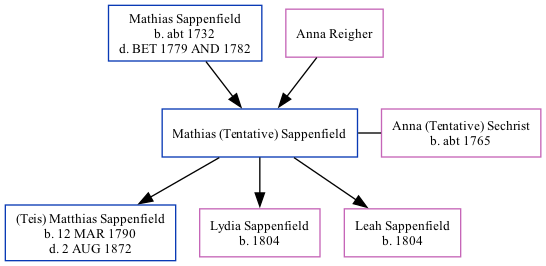 Mathias Sappenfield
b. abt 1732
d. BET 1779 AND 1782
Anna Reigher
Mathias (Tentative) Sappenfield
Anna (Tentative) Sechrist
b. abt 1765
(Teis) Matthias Sappenfield
b. 12 MAR 1790
d. 2 AUG 1872
Lydia Sappenfield
b. 1804
Leah Sappenfield
b. 1804